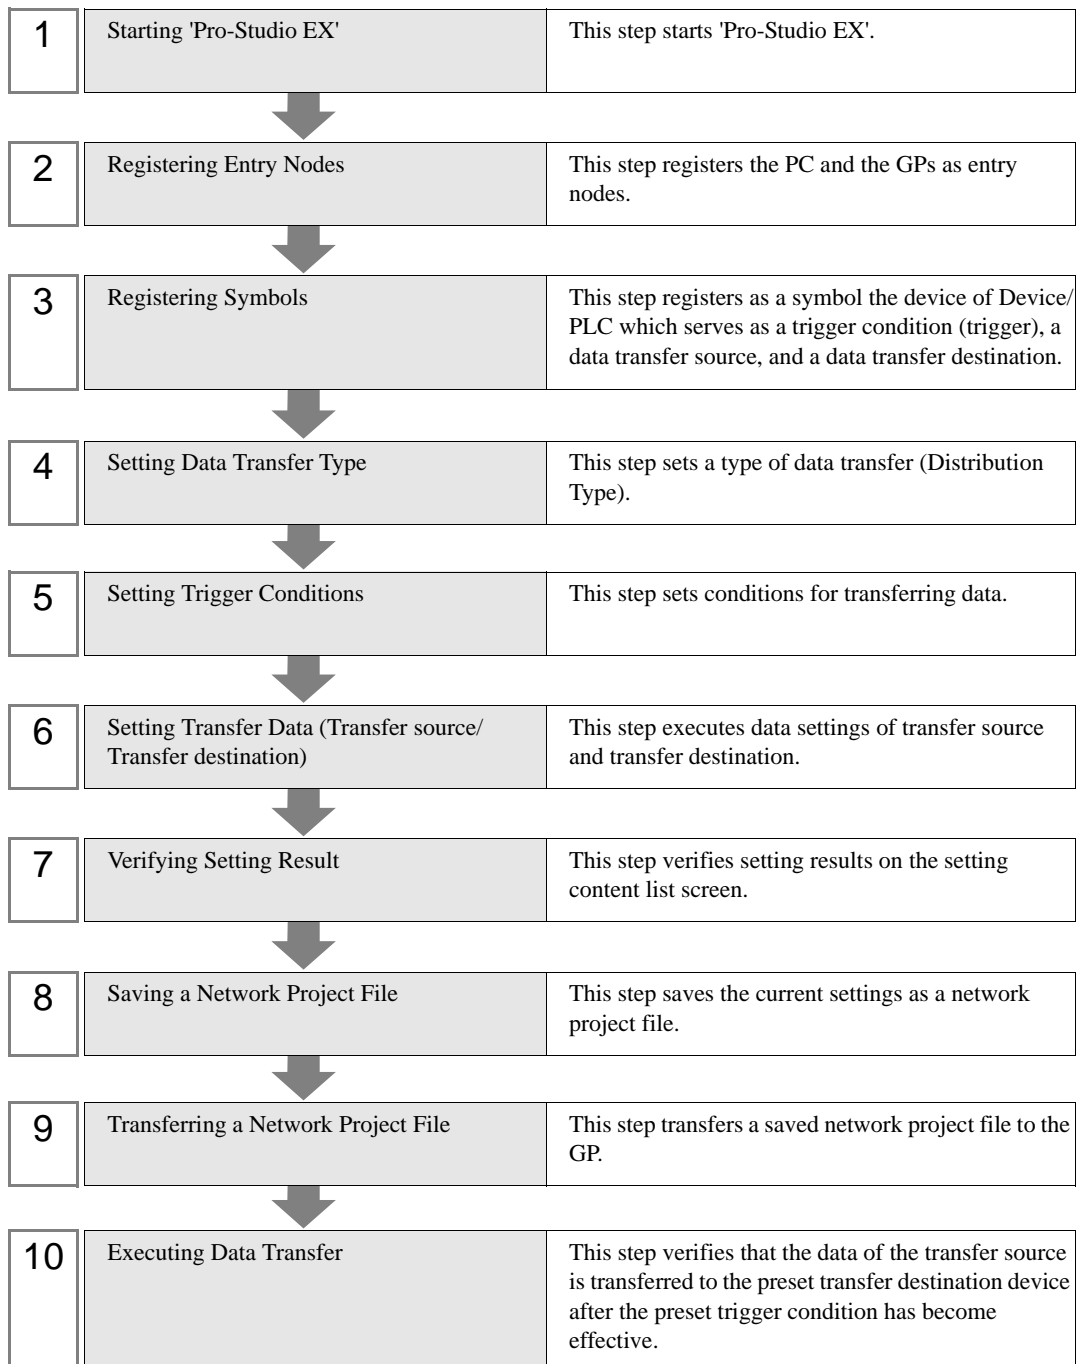 1
Starting 'Pro-Studio EX'
This step starts 'Pro-Studio EX'.
2
Registering Entry Nodes
This step registers the PC and the GPs as entry
nodes.
3
Registering Symbols
This step registers as a symbol the device of Device/
PLC which serves as a trigger condition (trigger), a
data transfer source, and a data transfer destination.
4
Setting Data Transfer Type
This step sets a type of data transfer (Distribution
Type).
5
Setting Trigger Conditions
This step sets conditions for transferring data.
6
Setting Transfer Data (Transfer source/
Transfer destination)
This step executes data settings of transfer source
and transfer destination.
7
Verifying Setting Result
This step verifies setting results on the setting
content list screen.
8
Saving a Network Project File
This step saves the current settings as a network
project file.
9
Transferring a Network Project File
This step transfers a saved network project file to the
GP.
10
Executing Data Transfer
This step verifies that the data of the transfer source
is transferred to the preset transfer destination device
after the preset trigger condition has become
effective.